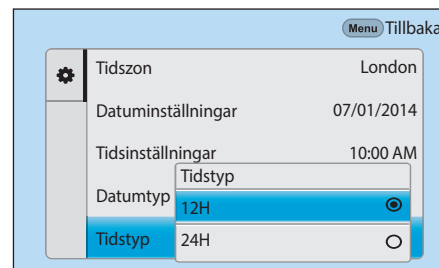 Menu Tillbaka
Tidszon London
Datuminställningar 07/01/2014
Tidsinställningar 10:00 AM
Tidstyp
Datumtyp
12H
Tidstyp
24H